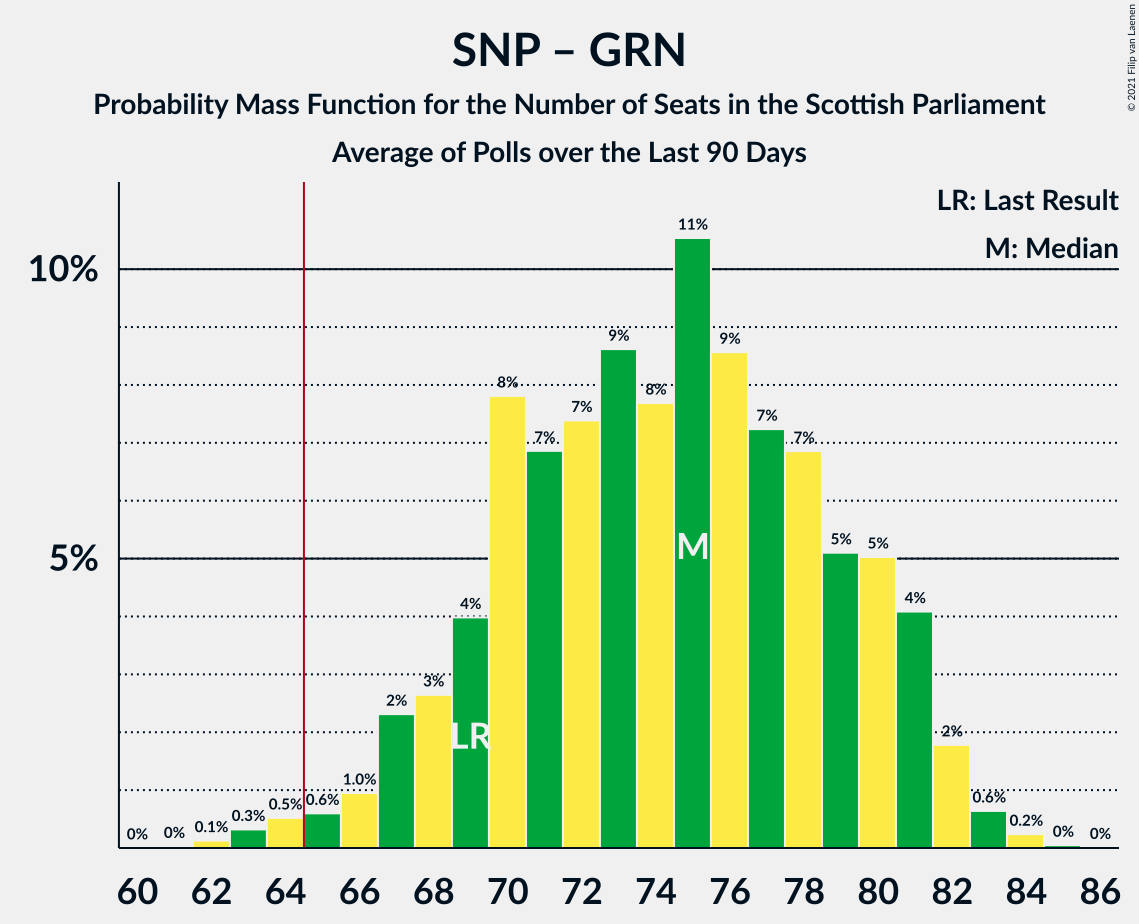 SNP – GRN
Probability Mass Function for the Number of Seats in the Scottish Parliament
Average of Polls over the Last 90 Days
© 2021 Filip van Laenen
LR: Last Result
M: Median
10%
5%
0% 0% 0.1% 0.3% 0.5% 0.6% 1.0% 2% 3% 4% 8% 7% 7% 9% 8% 11% 9% 7% 7% 5% 5% 4% 2% 0.6% 0.2% 0% 0%
M
LR
60 62 64 66 68 70 72 74 76 78 80 82 84 86